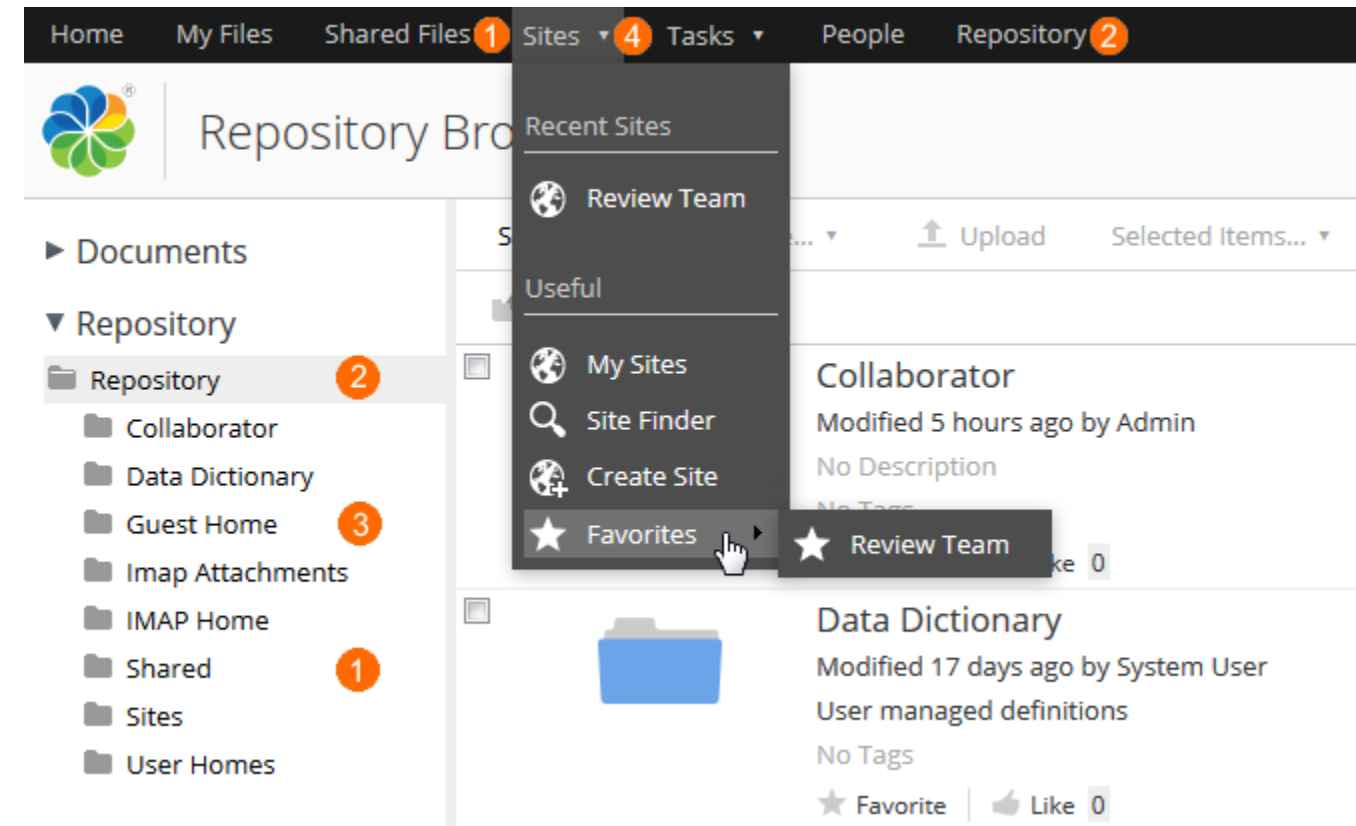 Home My Files Shared Files 1 Sites ▾ 4 Tasks ▾ People Repository 2
® Repository Bro
Recent Sites
Review Team
Useful
My Sites
Site Finder
Create Site
Favorites
Review Team
S ... ▾ Upload Selected Items... ▾
Documents
Repository
Repository 2
Collaborator
Data Dictionary
Guest Home 3
Imap Attachments
IMAP Home
Shared 1
Sites
User Homes
Collaborator
Modified 5 hours ago by Admin
No Description
No Tags
ke 0
Data Dictionary
Modified 17 days ago by System User
User managed definitions
No Tags
Favorite Like 0